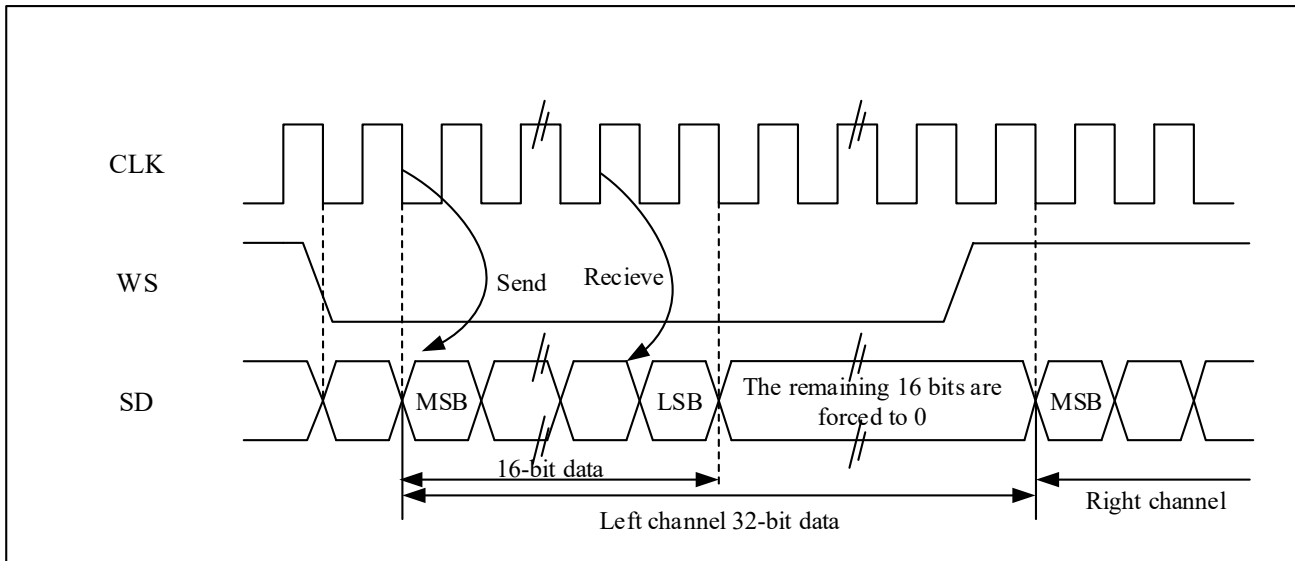 CLK
WS
Send
Recieve
SD
MSB
LSB
The remaining 16 bits are
forced to 0
MSB
16-bit data
Left channel 32-bit data
Right channel